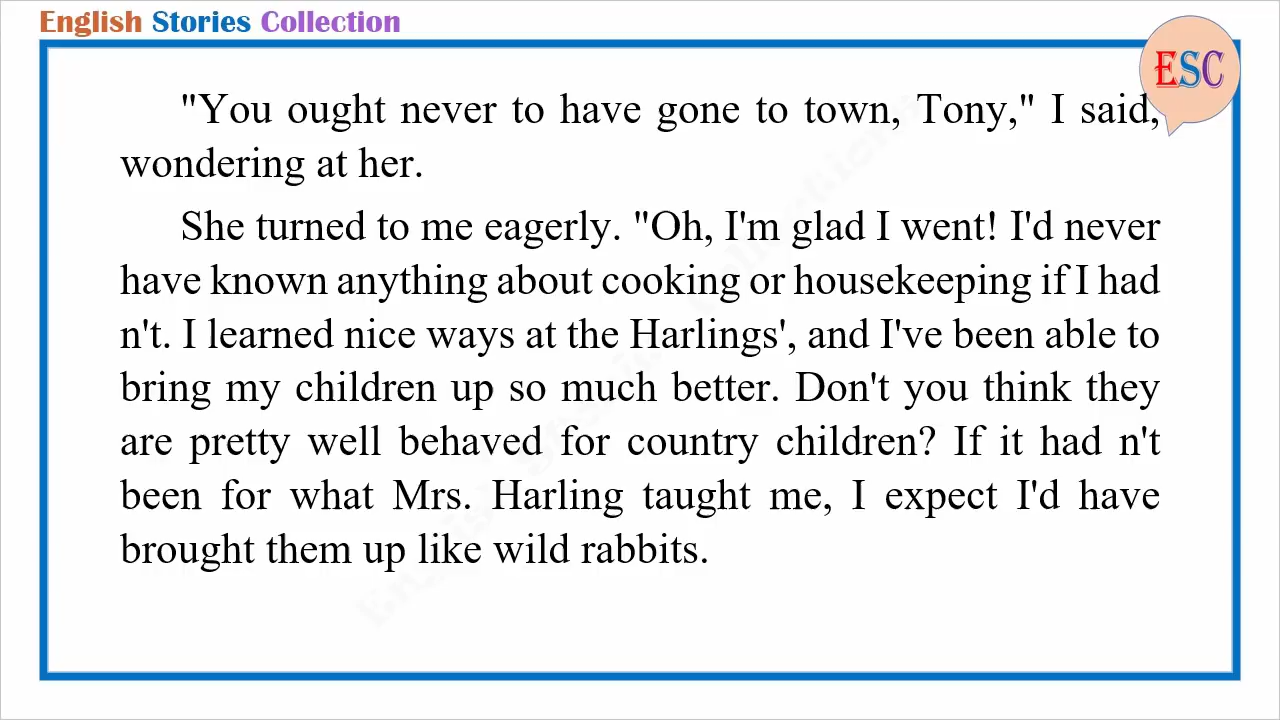 English Stories Collection
ESC
"You ought never to have gone to town, Tony," I said,
wondering at her.
She turned to me eagerly. "Oh, I'm glad I went! I'd never
have known anything about cooking or housekeeping if I had
n't. I learned nice ways at the Harlings', and I've been able to
bring my children up so much better. Don't you think they
are pretty well behaved for country children? If it had n't
been for what Mrs. Harling taught me, I expect I'd have
brought them up like wild rabbits.